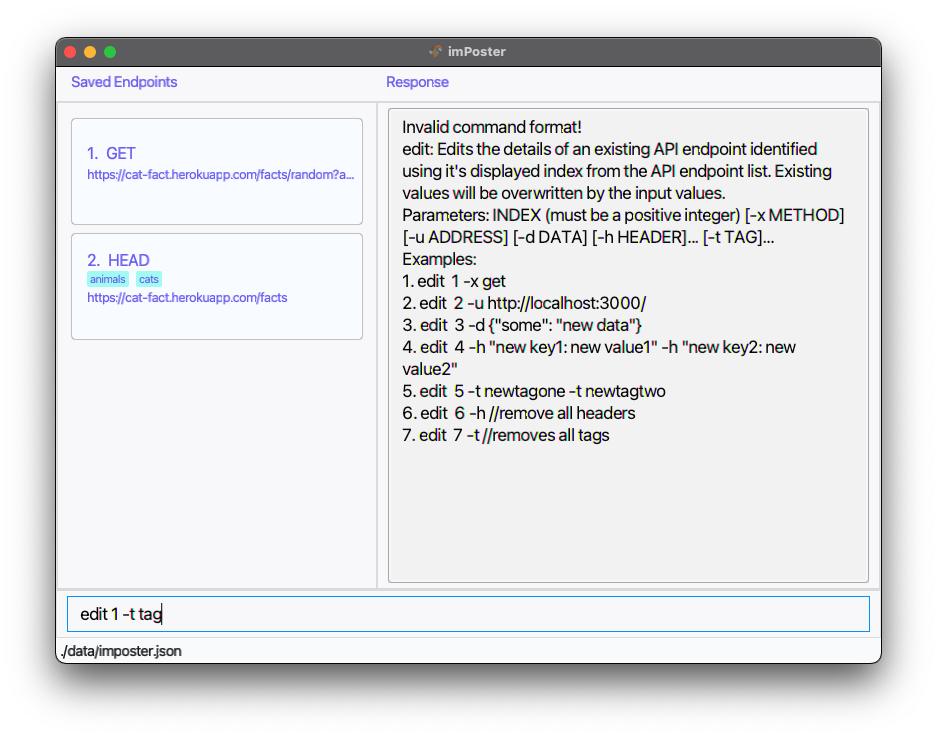 imPoster
Saved Endpoints
Response
1. GET
https://cat-fact.herokuapp.com/facts/random?a...
2. HEAD
animals cats
https://cat-fact.herokuapp.com/facts
Invalid command format!
edit: Edits the details of an existing API endpoint identified
using it's displayed index from the API endpoint list. Existing
values will be overwritten by the input values.
Parameters: INDEX (must be a positive integer) [-x METHOD]
[-u ADDRESS] [-d DATA] [-h HEADER]... [-t TAG]...
Examples:
1. edit 1 -x get
2. edit 2 -u http://localhost:3000/
3. edit 3 -d {"some": "new data"}
4. edit 4 -h "new key1: new value1" -h "new key2: new
value2"
5. edit 5 -t newtagone -t newtagtwo
6. edit 6 -h //remove all headers
7. edit 7 -t //removes all tags
edit 1 -t tag
./data/imposter.json